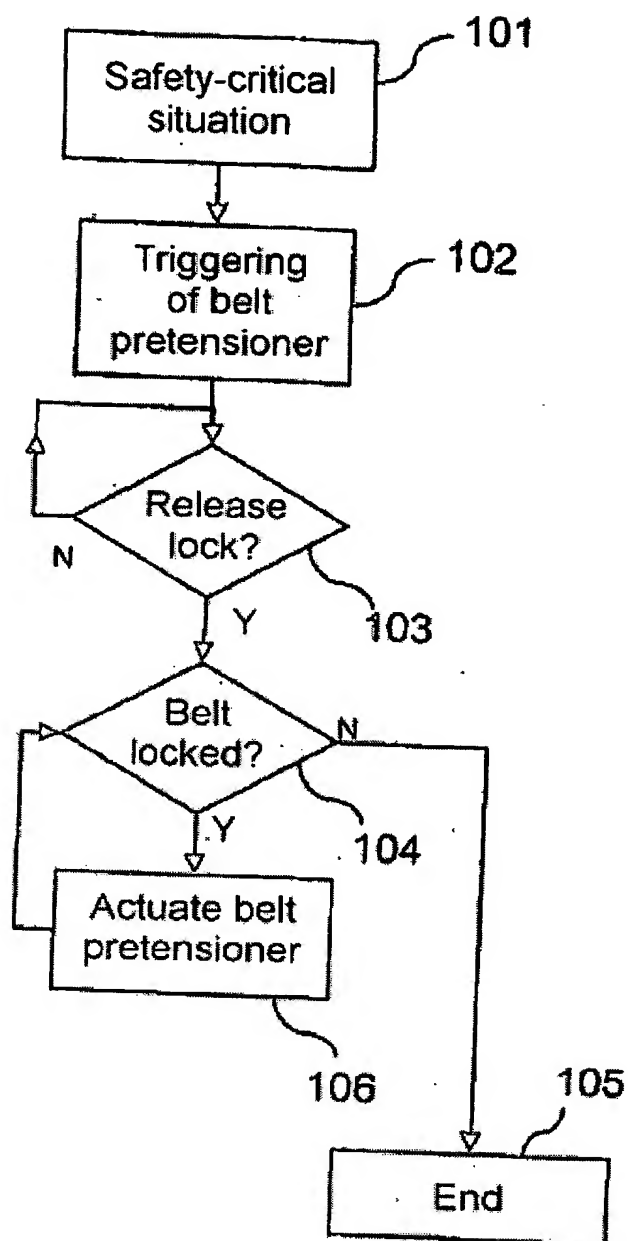 101
Safety-critical
situation
102
Triggering
of belt
pretensioner
Release
lock?
N
103
Y
Belt
locked?
N
104
Y
Actuate belt
pretensioner
106
105
End